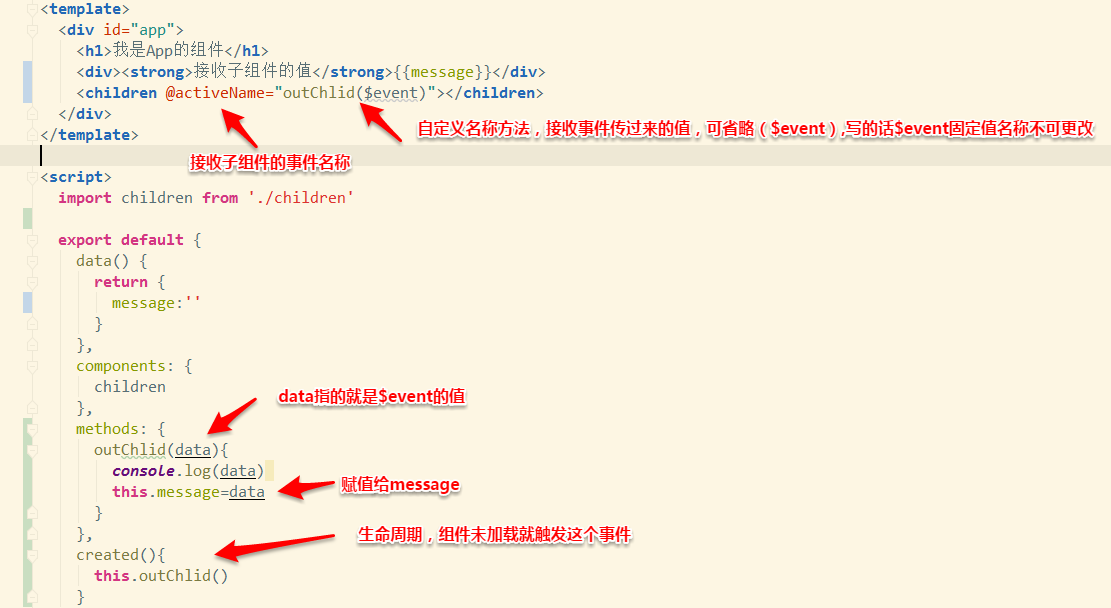 <template>
<div id="app">
<h1>我是App的组件</h1>
<div><strong>接收子组件的值</strong>{{message}}</div>
<children @activeName="outChlid($event)"></children>
</div>
自定义名称方法，接收事件传过来的值，可省略（$event）,写的话$event固定值名称不可更改
</template>
接收子组件的事件名称
<script>
import children from './children'
export default {
data() {
return {
message:''
}
},
components: {
children
data指的就是$event的值
},
methods: {
outChlid(data){
console.log(data)
this.message=data
赋值给message
}
},
生命周期，组件未加载就触发这个事件
created(){
this.outChlid()
}